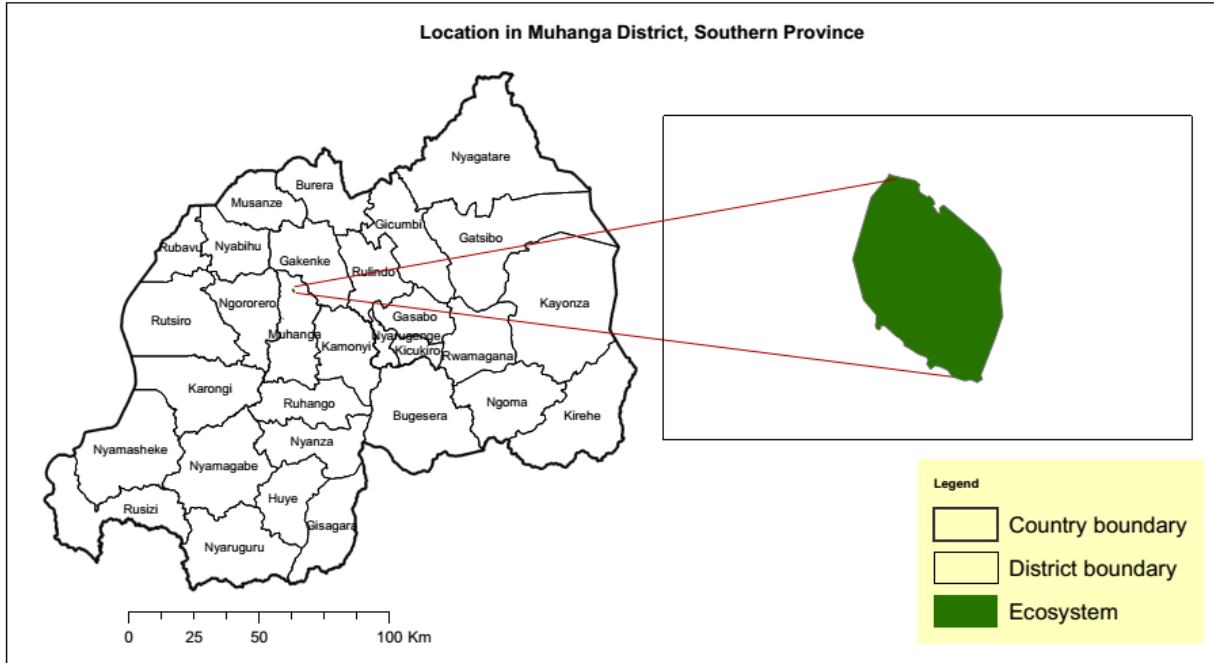 Location in Muhanga District, Southern Province
Nyagatare
Burera
Musanze
Gicumbi
Gatsibo
Rubavu
Nyabihu
Gakenke
Rulindo
Kayonza
Ngororero
Rutsiro
Gasabo
Muhanga
Nyarugenge
Kamonyi
Kicukiro
Rwamagana
Karongi
Ruhango
Bugesera
Ngoma
Kirehe
Nyanza
Nyamasheke
Nyamagabe
Huye
Rusizi
Gisagara
Nyaruguru
0 25 50 100 Km
Legend
Country boundary
District boundary
Ecosystem